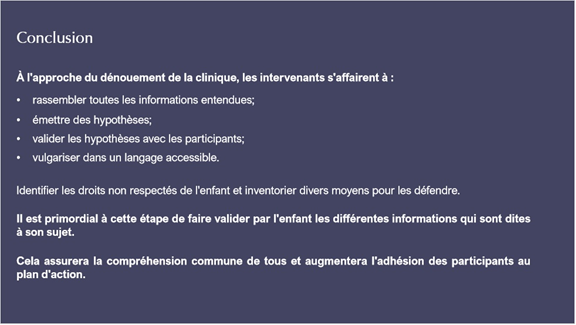 Conclusion
À l'approche du dénouement de la clinique, les intervenants s'affairent à :
• rassembler toutes les informations entendues;
• émettre des hypothèses;
• valider les hypothèses avec les participants;
• vulgariser dans un langage accessible.
Identifier les droits non respectés de l'enfant et inventorier divers moyens pour les défendre.
Il est primordial à cette étape de faire valider par l'enfant les différentes informations qui sont dites
à son sujet.
Cela assurera la compréhension commune de tous et augmentera l'adhésion des participants au
plan d'action.